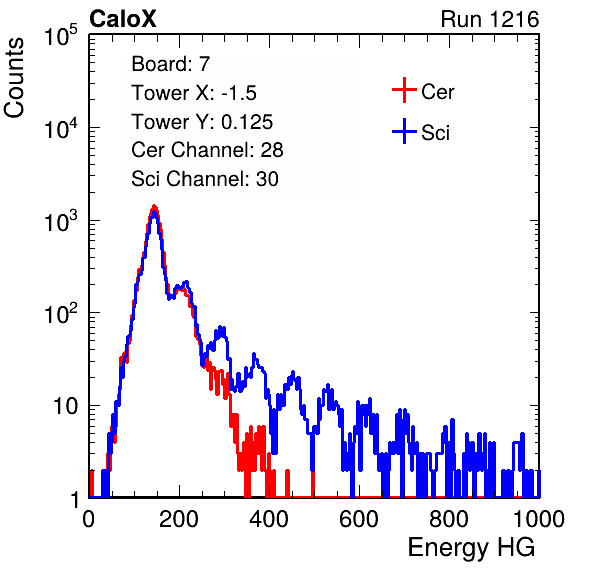 CaloX Run 1216
Counts
Board: 7
Tower X: -1.5
Tower Y: 0.125
Cer Channel: 28
Sci Channel: 30
Cer
Sci
10^5
10^4
10^3
10^2
10
1
0 200 400 600 800 1000
Energy HG